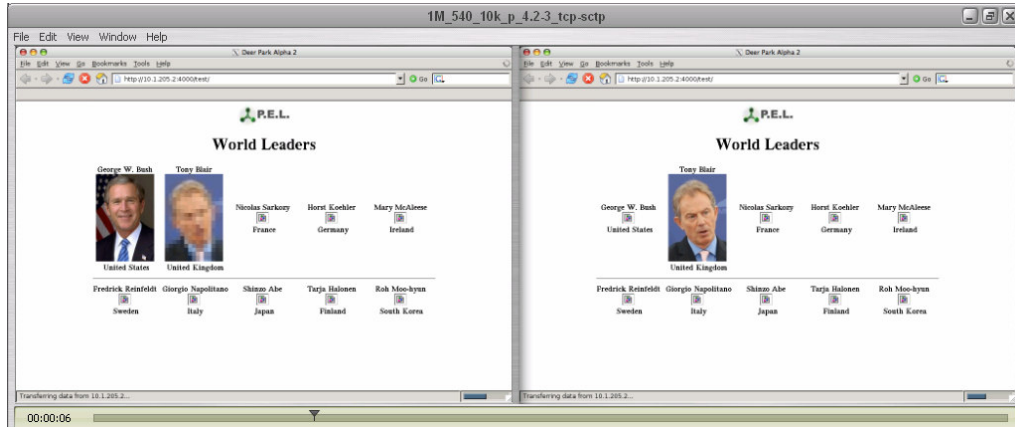 1M_540_10k_p_4.2-3_tcp-sctp
File Edit View Window Help
Deer Park Alpha 2
File Edit View Go Bookmarks Tools Help
http://10.1.205.2:4000/test/
Go
P.E.L.
World Leaders
George W. Bush Tony Blair
Nicolas Sarkozy Horst Koehler Mary McAleese
France Germany Ireland
United States United Kingdom
Fredrick Reinfeldt Giorgio Napolitano Shinzo Abe Tarja Halonen Roh Moo-hyun
Sweden Italy Japan Finland South Korea
Transferring data from 10.1.205.2...
Deer Park Alpha 2
File Edit View Go Bookmarks Tools Help
http://10.1.205.2:4000/test/
Go
P.E.L.
World Leaders
Tony Blair
George W. Bush Nicolas Sarkozy Horst Koehler Mary McAleese
United States France Germany Ireland
United Kingdom
Fredrick Reinfeldt Giorgio Napolitano Shinzo Abe Tarja Halonen Roh Moo-hyun
Sweden Italy Japan Finland South Korea
Transferring data from 10.1.205.2...
00:00:06